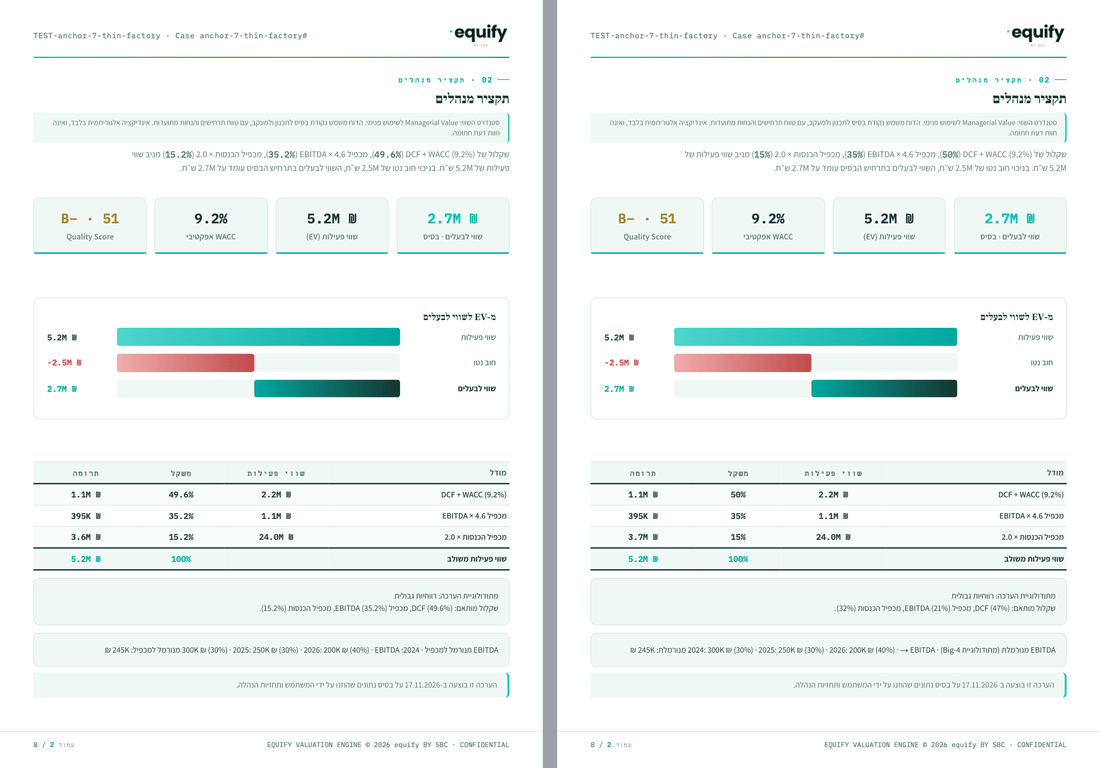 TEST-anchor-7-thin-factory · Case anchor-7-thin-factory#
equify
BY SBC
02 · תקציר מנהלים
תקציר מנהלים
סטנדרט השווי: Managerial Value לשימוש פנימי. הדוח משמש נקודת בסיס לתכנון ולמעקב, עם טווח תרחישים והנחות מתועדות. אינדיקציה אלגוריתמית בלבד, ואינה
חוות דעת חתומה.
שקלול של DCF + WACC (9.2%) (49.6%), מכפיל 4.6 × EBITDA (35.2%), מכפיל הכנסות × 2.0 (15.2%) מניב שווי
פעילות של 5.2M ש״ח. בניכוי חוב נטו של 2.5M ש״ח, השווי לבעלים בתרחיש הבסיס עומד על 2.7M ש״ח.
2.7M ₪
שווי לבעלים · בסיס
5.2M ₪
שווי פעילות (EV)
9.2%
WACC אפקטיבי
B− · 51
Quality Score
מ-EV לשווי לבעלים
שווי פעילות 5.2M ₪
חוב נטו -2.5M ₪
שווי לבעלים 2.7M ₪
מודל שווי פעילות משקל תרומה
DCF + WACC (9.2%) 2.2M ₪ 49.6% 1.1M ₪
מכפיל 4.6 × EBITDA 1.1M ₪ 35.2% 395K ₪
מכפיל הכנסות × 2.0 24.0M ₪ 15.2% 3.6M ₪
שווי פעילות משולב 100% 5.2M ₪
מתודולוגיית הערכה: רווחיות גבולית
שקלול מותאם: DCF (49.6%), מכפיל EBITDA (35.2%), מכפיל הכנסות (15.2%).
EBITDA מנורמל למכפיל · 2024: 300K ₪ (30%) · 2025: 250K ₪ (30%) · 2026: 200K ₪ (40%) · EBITDA מנורמל למכפיל: 245K ₪
הערכה זו בוצעה ב-17.11.2026 על בסיס נתונים שהוזנו על ידי המשתמש ותחזיות הנהלה.
עמוד 2 / 8
EQUIFY VALUATION ENGINE © 2026 equify BY SBC · CONFIDENTIAL
TEST-anchor-7-thin-factory · Case anchor-7-thin-factory#
equify
BY SBC
02 · תקציר מנהלים
תקציר מנהלים
סטנדרט השווי: Managerial Value לשימוש פנימי. הדוח משמש נקודת בסיס לתכנון ולמעקב, עם טווח תרחישים והנחות מתועדות. אינדיקציה אלגוריתמית בלבד, ואינה
חוות דעת חתומה.
שקלול של DCF + WACC (9.2%) (50%), מכפיל 4.6 × EBITDA (35%), מכפיל הכנסות × 2.0 (15%) מניב שווי פעילות של
5.2M ש״ח. בניכוי חוב נטו של 2.5M ש״ח, השווי לבעלים בתרחיש הבסיס עומד על 2.7M ש״ח.
2.7M ₪
שווי לבעלים · בסיס
5.2M ₪
שווי פעילות (EV)
9.2%
WACC אפקטיבי
B− · 51
Quality Score
מ-EV לשווי לבעלים
שווי פעילות 5.2M ₪
חוב נטו -2.5M ₪
שווי לבעלים 2.7M ₪
מודל שווי פעילות משקל תרומה
DCF + WACC (9.2%) 2.2M ₪ 50% 1.1M ₪
מכפיל 4.6 × EBITDA 1.1M ₪ 35% 395K ₪
מכפיל הכנסות × 2.0 24.0M ₪ 15% 3.7M ₪
שווי פעילות משולב 100% 5.2M ₪
מתודולוגיית הערכה: רווחיות גבולית
שקלול מותאם: DCF (47%), מכפיל EBITDA (21%), מכפיל הכנסות (32%).
EBITDA מנורמלת (מתודולוגיית Big-4) · 2024: 300K ₪ (30%) · 2025: 250K ₪ (30%) · 2026: 200K ₪ (40%) · → EBITDA מנורמלת: 245K ₪
הערכה זו בוצעה ב-17.11.2026 על בסיס נתונים שהוזנו על ידי המשתמש ותחזיות הנהלה.
עמוד 2 / 8
EQUIFY VALUATION ENGINE © 2026 equify BY SBC · CONFIDENTIAL